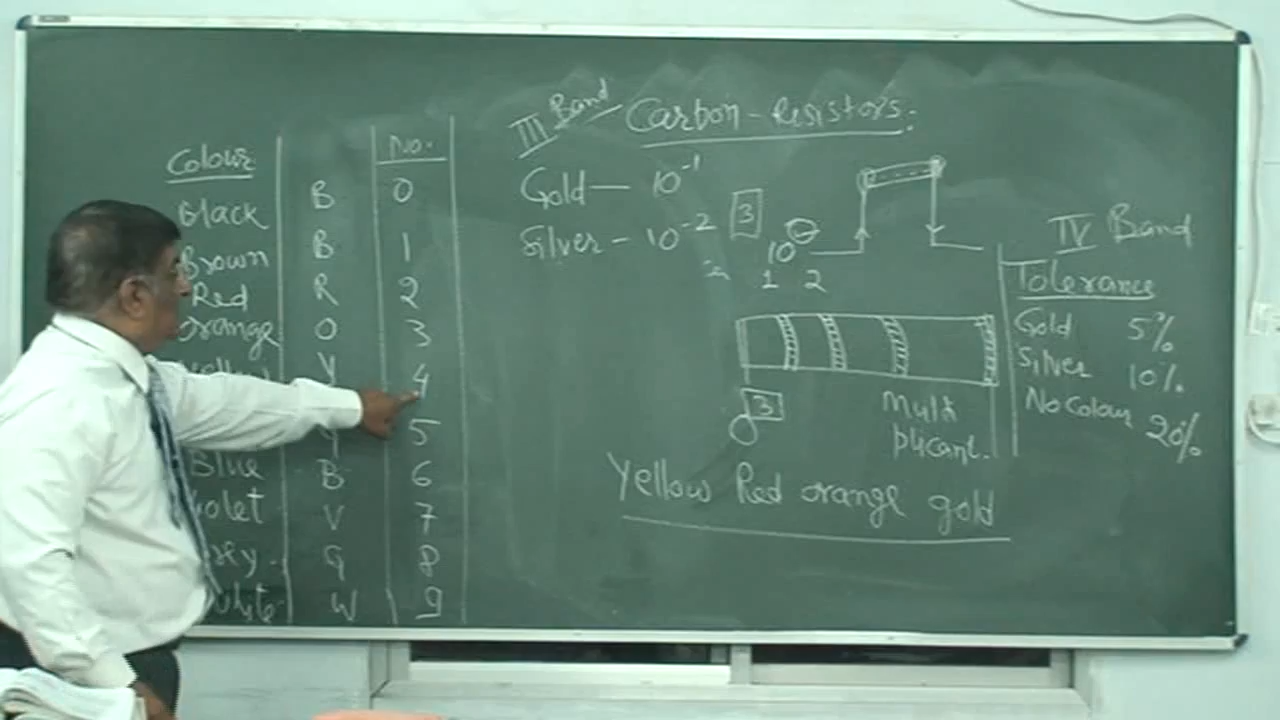 III Band
Carbon-Resistors:
Colour No.
Black B 0
Brown B 1
Red R 2
Orange O 3
Y 4
5
Blue B 6
Violet V 7
G 8
White W 9
Gold — 10-1
Silver - 10-2
3
10
1 2
3
Multi
plicant.
Yellow Red orange gold
IV Band
Tolerance
Gold 5%
Silver 10%
No Colour 20%